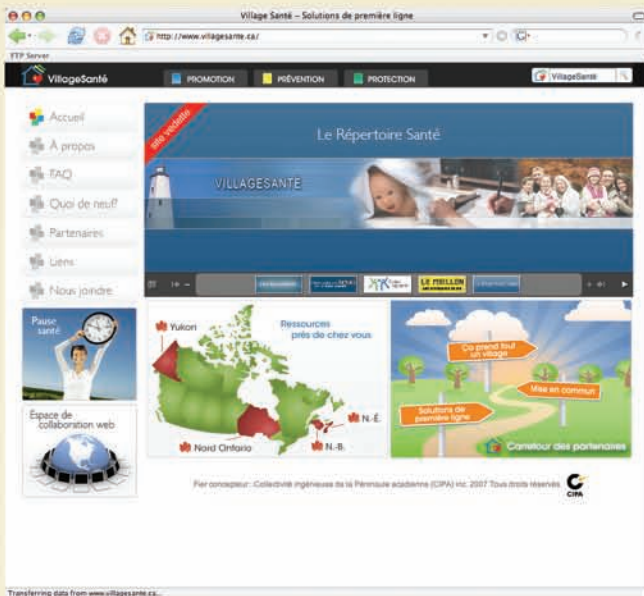 Village Santé – Solutions de première ligne
http://www.villagesante.ca/
FTP Server
VillageSanté
PROMOTION
PRÉVENTION
PROTECTION
VillageSanté
Accueil
À propos
FAQ
Quoi de neuf?
Partenaires
Liens
Nous joindre
site vedette
Le Répertoire Santé
VILLAGESANTÉ
LE MAILLON
Pause
santé
Espace de
collaboration web
Yukon
Ressources
près de chez vous
N.-É.
Nord Ontario
N.-B.
Ça prend tout
un village
Mise en commun
Solutions de
première ligne
Carrefour des partenaires
Fier concepteur: Collectivité ingénieuse de la Péninsule acadienne (CIPA) inc. 2007 Tous droits réservés
CIPA
Transferring data from www.villagesante.ca...